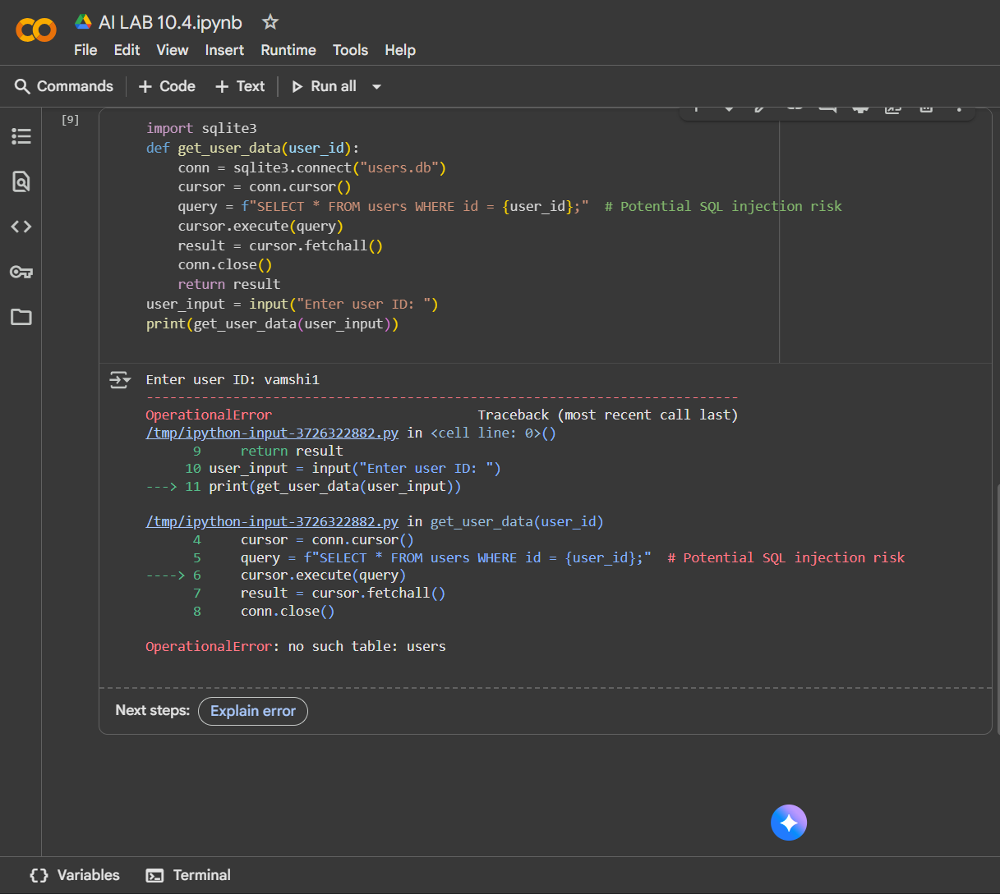 AI LAB 10.4.ipynb
File Edit View Insert Runtime Tools Help
Commands + Code + Text Run all
[9]
import sqlite3
def get_user_data(user_id):
    conn = sqlite3.connect("users.db")
    cursor = conn.cursor()
    query = f"SELECT * FROM users WHERE id = {user_id};"  # Potential SQL injection risk
    cursor.execute(query)
    result = cursor.fetchall()
    conn.close()
    return result
user_input = input("Enter user ID: ")
print(get_user_data(user_input))
Enter user ID: vamshi1
---------------------------------------------------------------------------
OperationalError                          Traceback (most recent call last)
/tmp/ipython-input-3726322882.py in <cell line: 0>()
      9     return result
     10 user_input = input("Enter user ID: ")
---> 11 print(get_user_data(user_input))
/tmp/ipython-input-3726322882.py in get_user_data(user_id)
      4     cursor = conn.cursor()
      5     query = f"SELECT * FROM users WHERE id = {user_id};"  # Potential SQL injection risk
----> 6     cursor.execute(query)
      7     result = cursor.fetchall()
      8     conn.close()
OperationalError: no such table: users
Next steps: Explain error
Variables Terminal